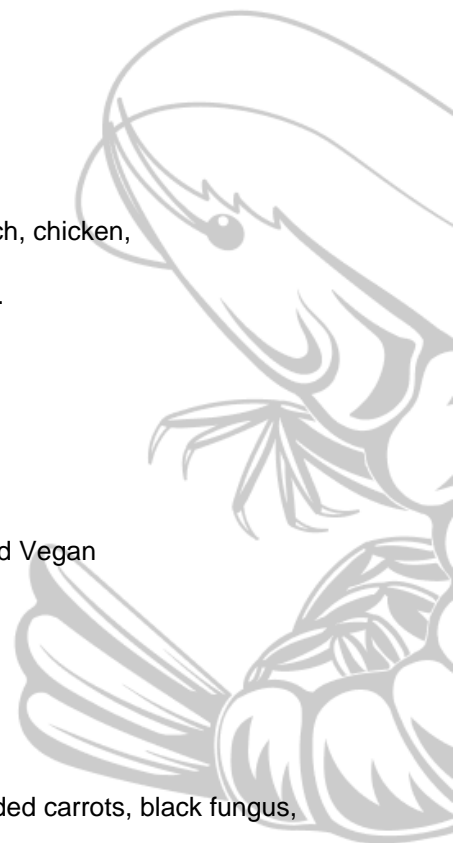 ch, chicken,
.
d Vegan
ded carrots, black fungus,